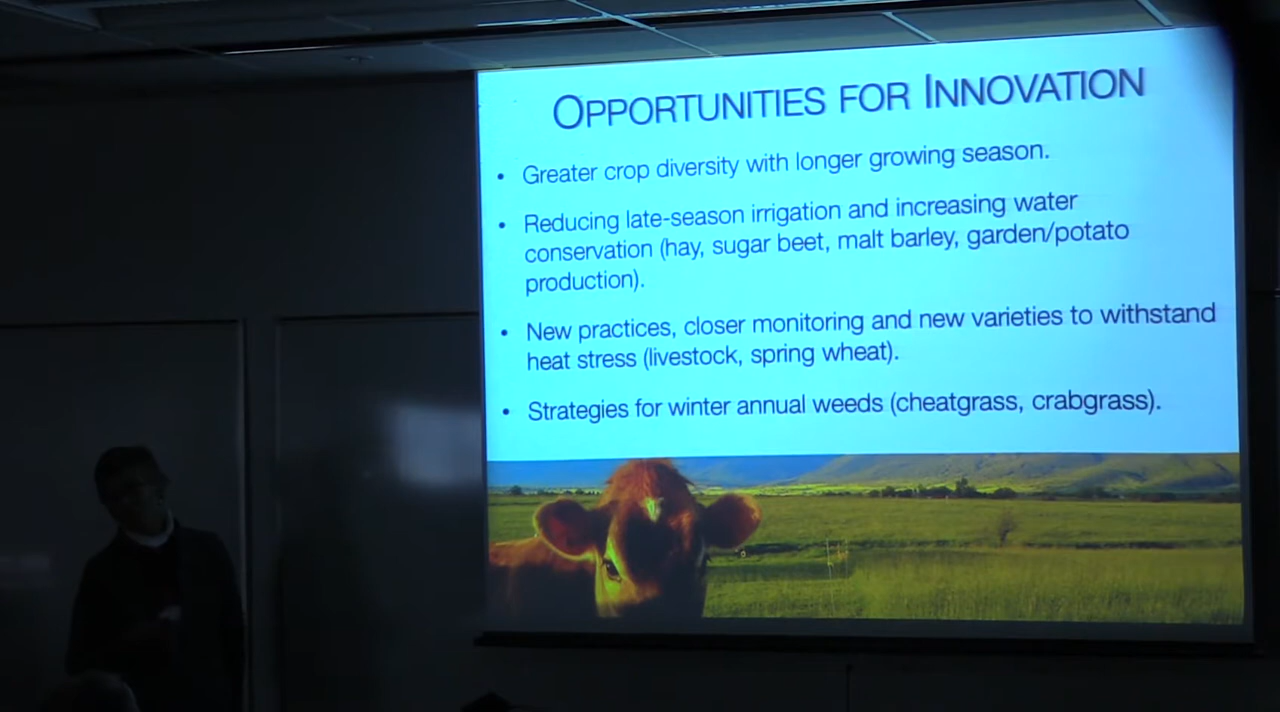 OPPORTUNITIES FOR INNOVATION
• Greater crop diversity with longer growing season.
• Reducing late-season irrigation and increasing water
conservation (hay, sugar beet, malt barley, garden/potato
production).
• New practices, closer monitoring and new varieties to withstand
heat stress (livestock, spring wheat).
• Strategies for winter annual weeds (cheatgrass, crabgrass).